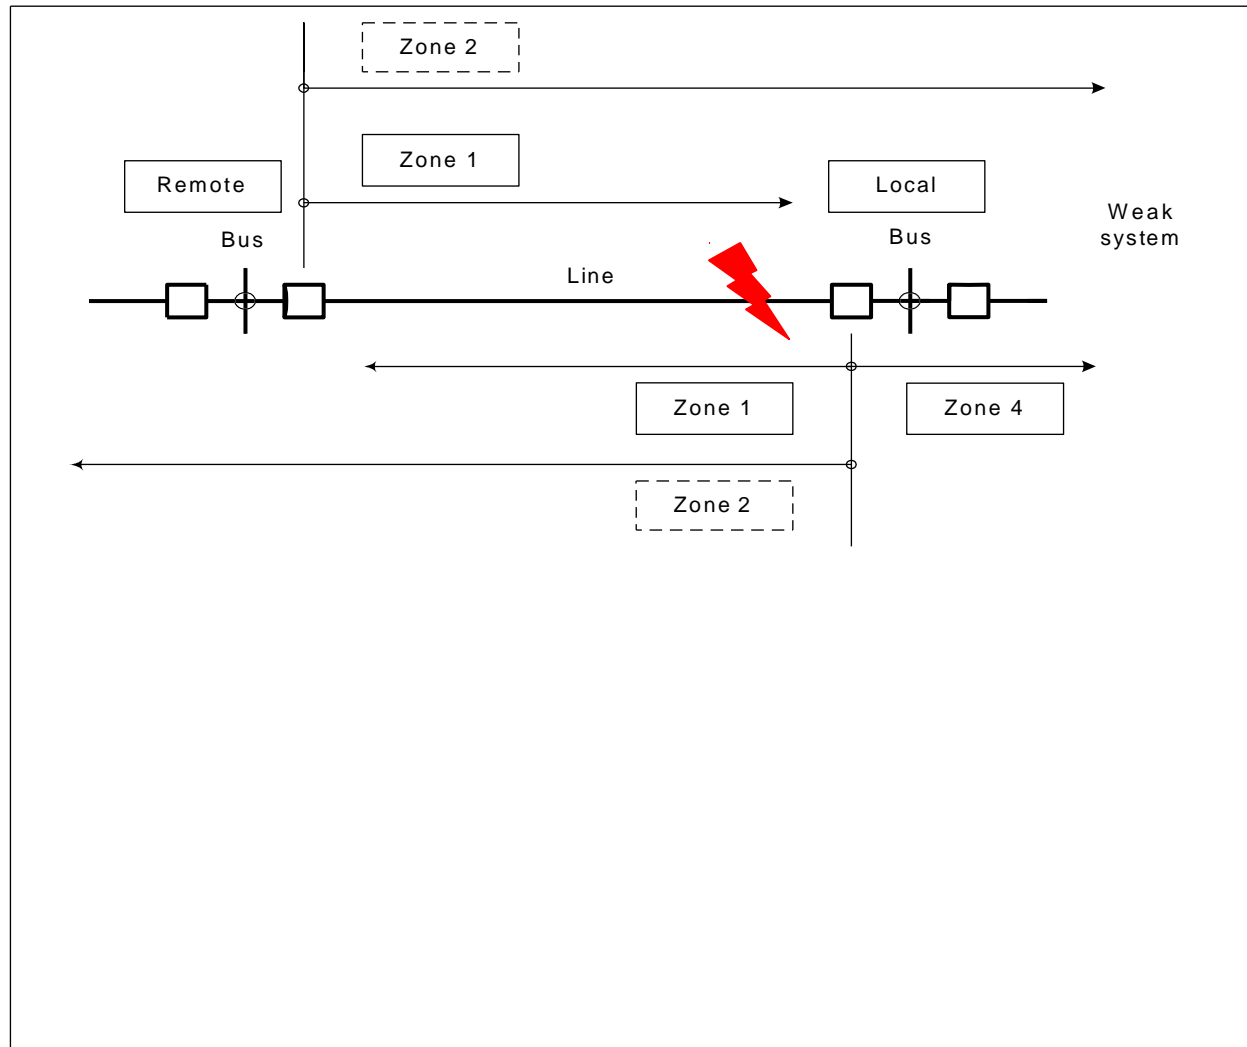 Zone 2
Zone 1
Remote
Local
Weak
system
Bus
Bus
Line
Zone 1
Zone 4
Zone 2